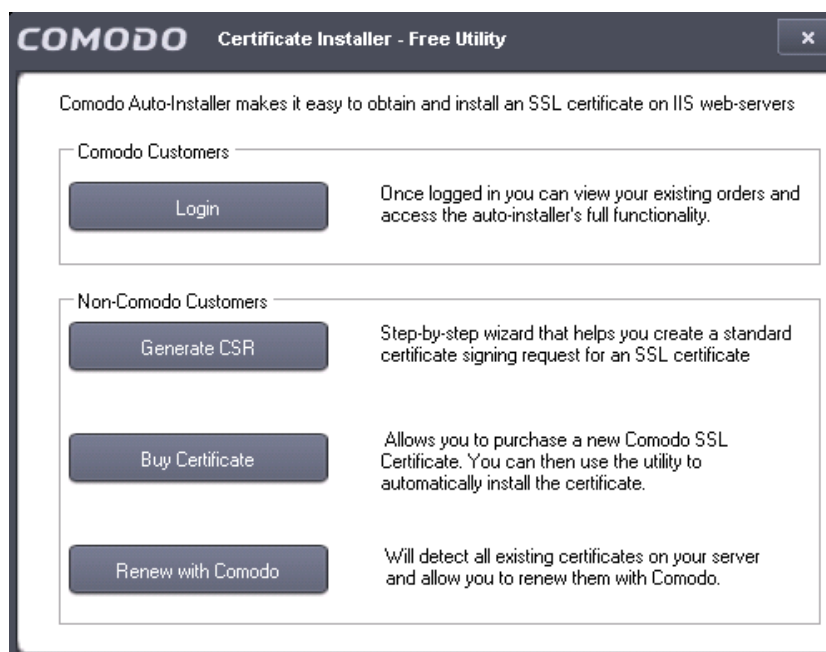 COMODO Certificate Installer - Free Utility
Comodo Auto-Installer makes it easy to obtain and install an SSL certificate on IIS web-servers
Comodo Customers
Login
Once logged in you can view your existing orders and
access the auto-installer's full functionality.
Non-Comodo Customers
Generate CSR
Step-by-step wizard that helps you create a standard
certificate signing request for an SSL certificate
Buy Certificate
Allows you to purchase a new Comodo SSL
Certificate. You can then use the utility to
automatically install the certificate.
Renew with Comodo
Will detect all existing certificates on your server
and allow you to renew them with Comodo.